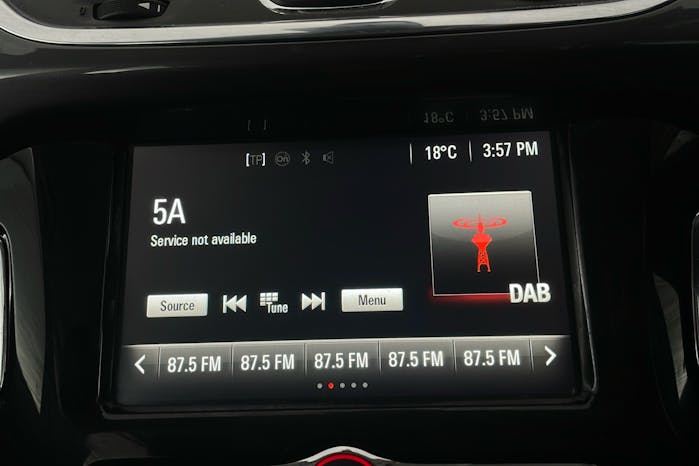 18°C 3:57 PM
[TP] On 18°C 3:57 PM
5A
Service not available
DAB
Source Tune Menu
87.5 FM 87.5 FM 87.5 FM 87.5 FM 87.5 FM